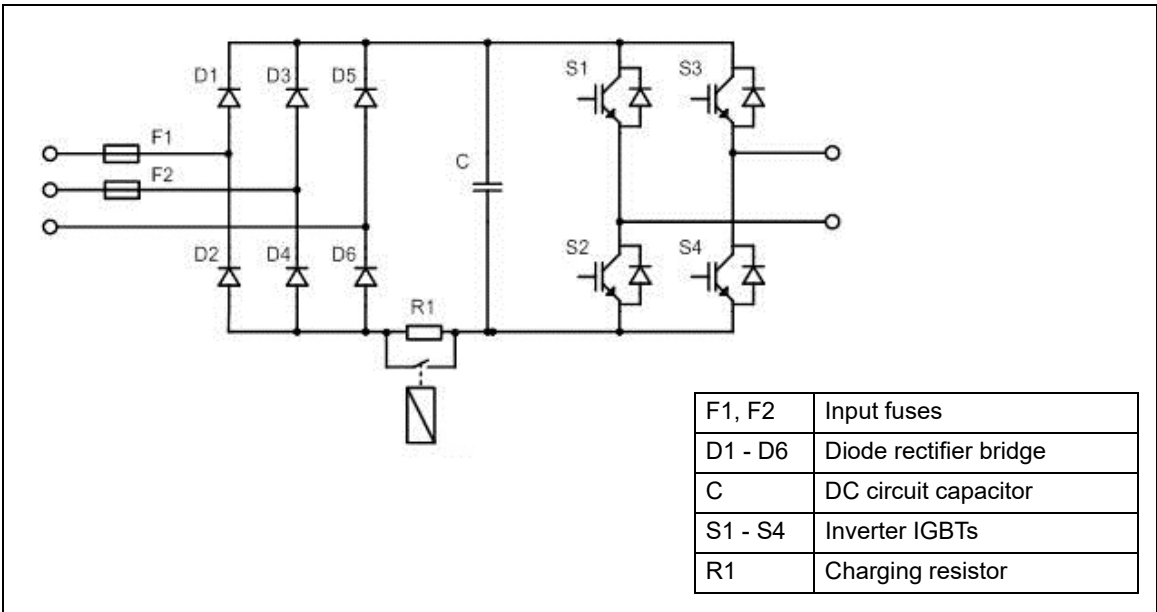 D1
D3
D5
S1
S3
F1
F2
C
D2
D4
D6
S2
S4
R1
F1, F2 Input fuses
D1 - D6 Diode rectifier bridge
C DC circuit capacitor
S1 - S4 Inverter IGBTs
R1 Charging resistor